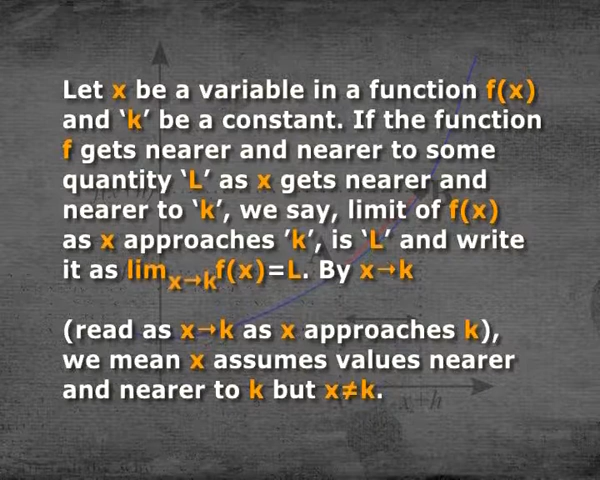 Let x be a variable in a function f(x)
and ‘k’ be a constant. If the function
f gets nearer and nearer to some
quantity ‘L’ as x gets nearer and
nearer to ‘k’, we say, limit of f(x)
as x approaches ’k’, is ‘L’ and write
it as limx→kf(x)=L. By x→k
(read as x→k as x approaches k),
we mean x assumes values nearer
and nearer to k but x≠k.
x+h